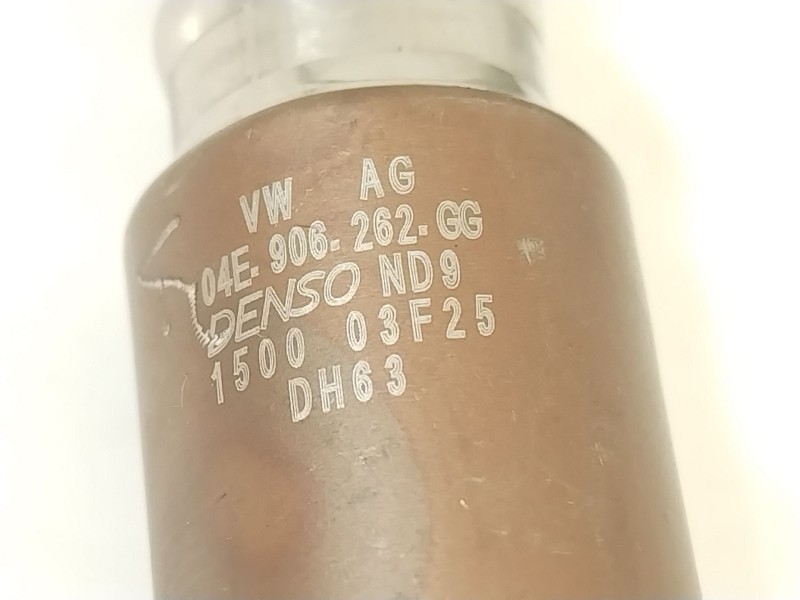 VW AG
04E.906.262.GG
DENSO ND9
1500 03F25
DH63